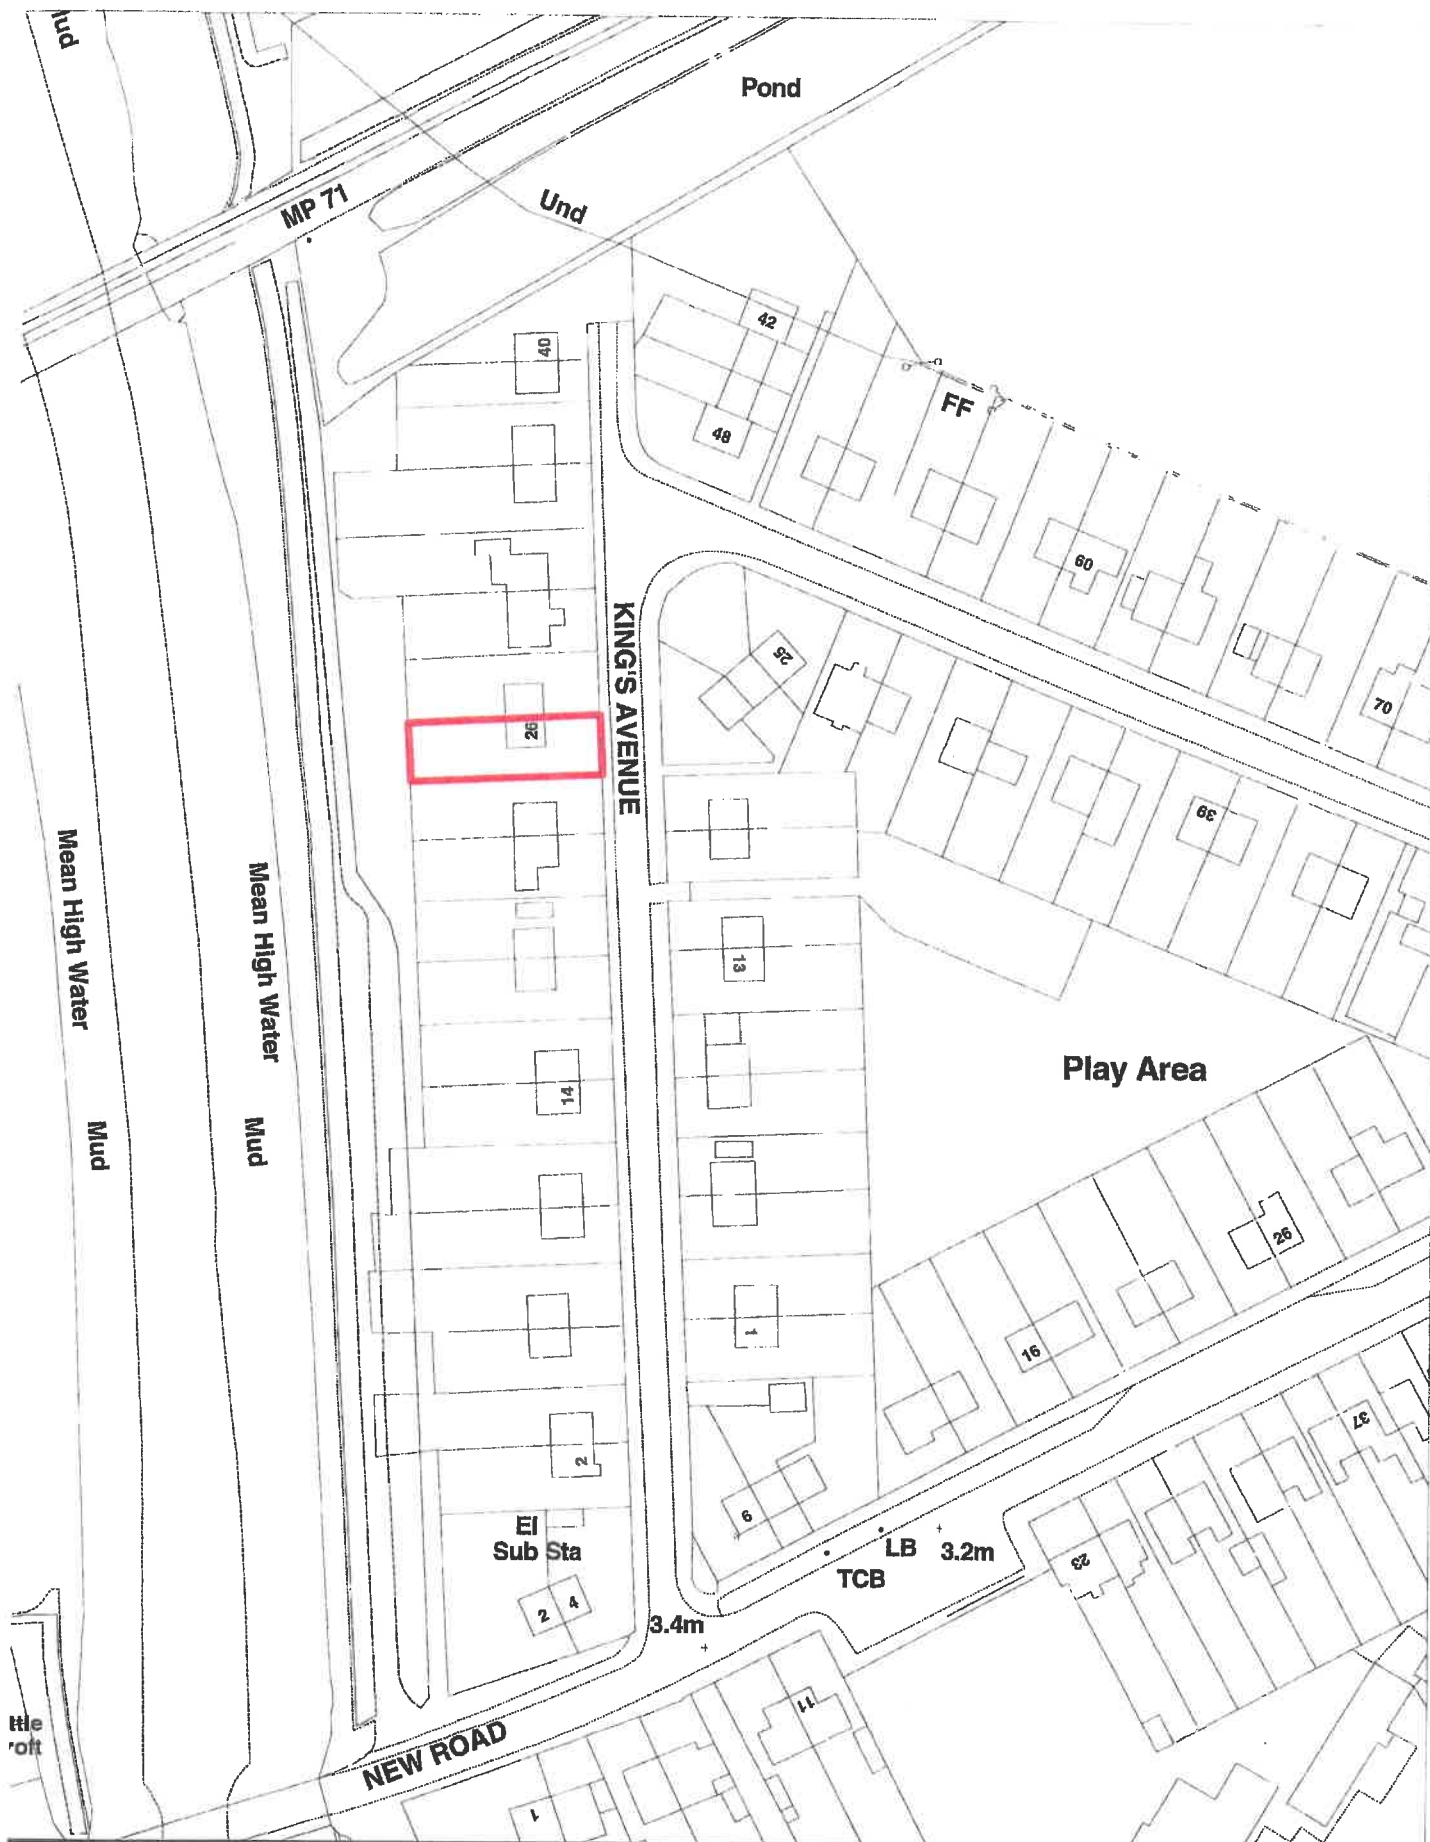 Mud
Pond
MP 71
Und
42
40
FF
48
60
KING'S AVENUE
25
70
26
39
Mean High Water
Mean High Water
13
Play Area
14
Mud
Mud
26
1
16
37
2
6
El
Sub Sta
LB
3.2m
TCB
23
2
4
3.4m
11
ttle
roft
NEW ROAD
1